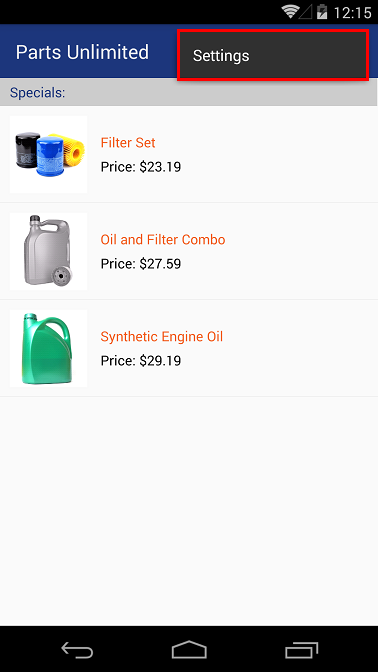 12:15
Parts Unlimited
Settings
Specials:
Filter Set
Price: $23.19
Oil and Filter Combo
Price: $27.59
Synthetic Engine Oil
Price: $29.19